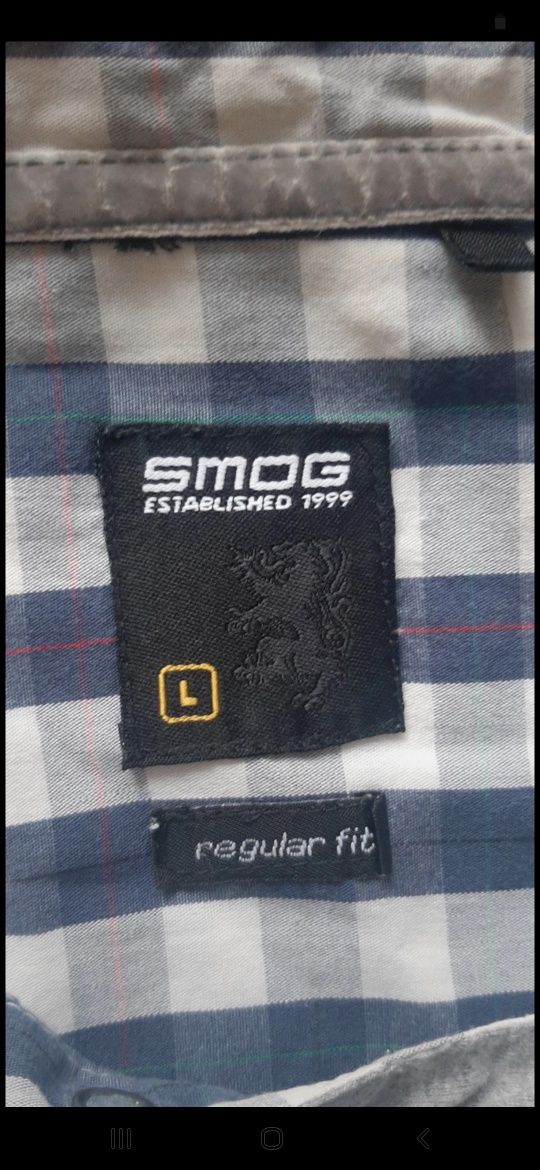 SMOG
ESTABLISHED 1999
L
regular fit